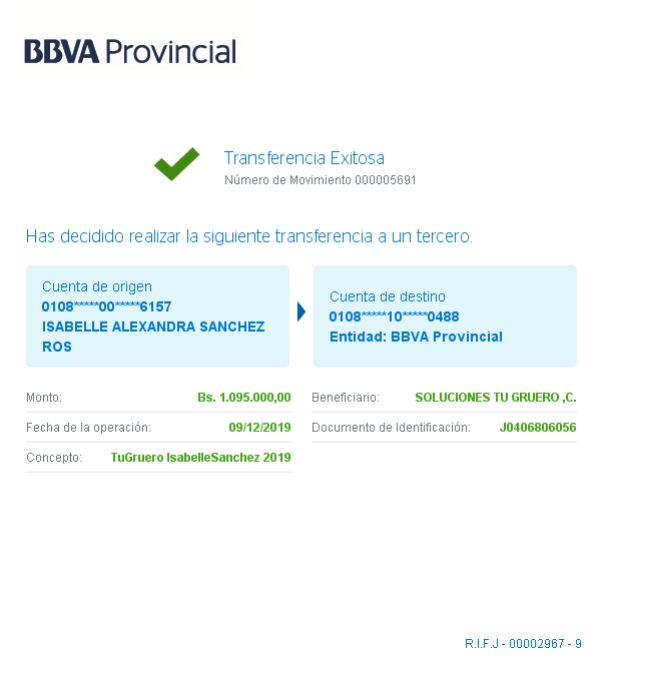 BBVA Provincial
Transferencia Exitosa
Número de Movimiento 000005691
Has decidido realizar la siguiente transferencia a un tercero.
Cuenta de origen
0108*****00*****6157
ISABELLE ALEXANDRA SANCHEZ
ROS
Cuenta de destino
0108*****10*****0488
Entidad: BBVA Provincial
Monto: Bs. 1.095.000,00
Fecha de la operación: 09/12/2019
Concepto: TuGruero IsabelleSanchez 2019
Beneficiario: SOLUCIONES TU GRUERO ,C.
Documento de Identificación: J0406806056
R.I.F.J - 00002967 - 9